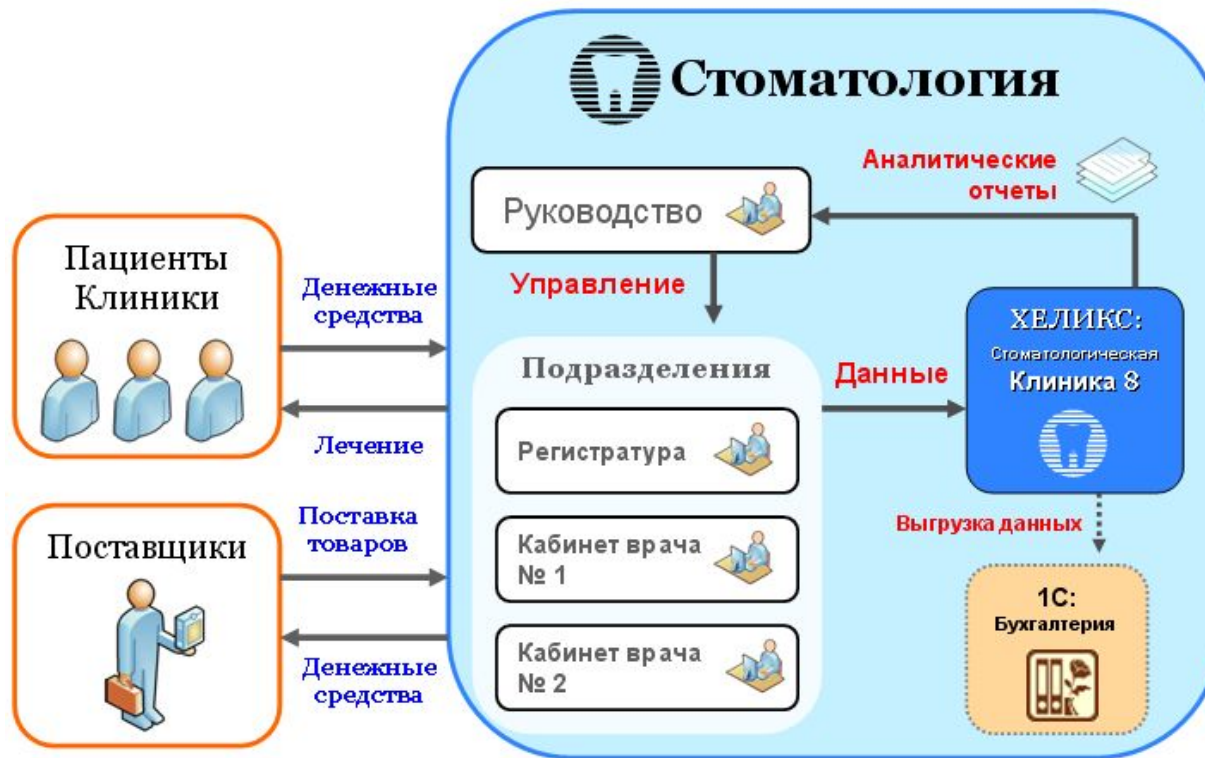 Стоматология
Аналитические
отчеты
Руководство
Пациенты
Клиники
Денежные
средства
Управление
ХЕЛИКС:
Стоматологическая
Клиника 8
Подразделения
Данные
Регистратура
Лечение
Поставщики
Поставка
товаров
Кабинет врача
№ 1
Выгрузка данных
1С:
Бухгалтерия
Кабинет врача
№ 2
Денежные
средства